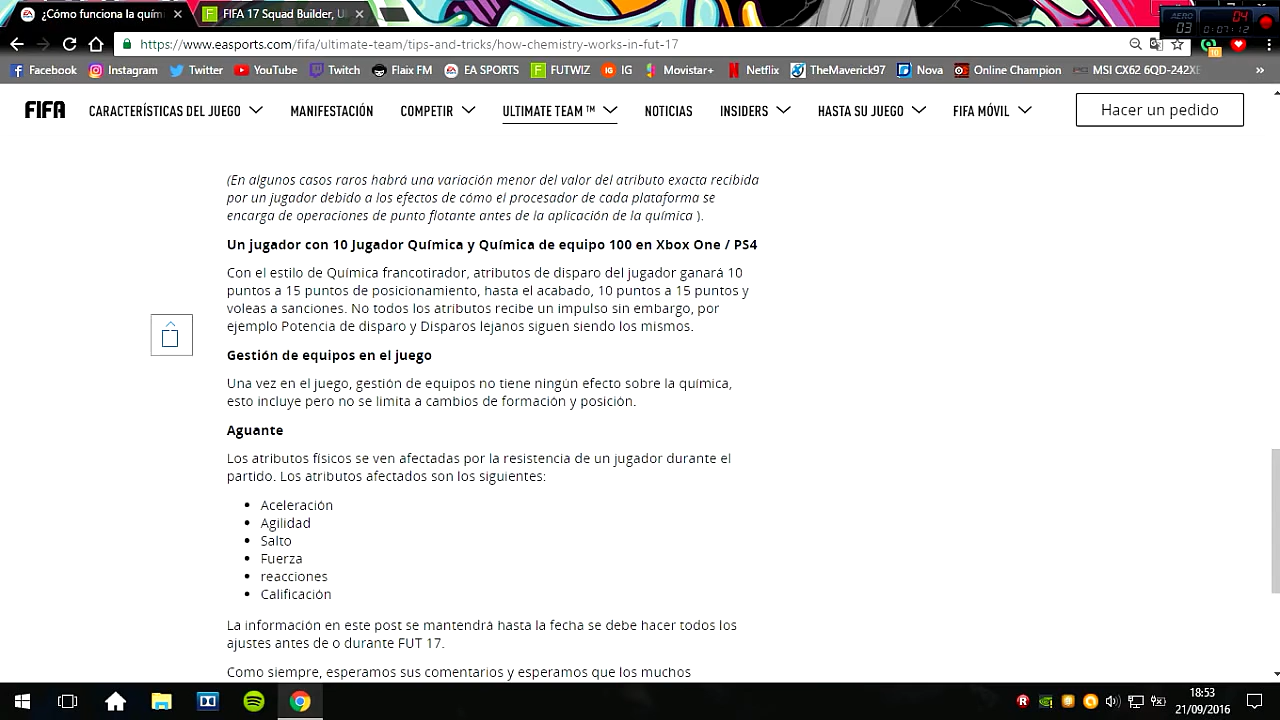 ¿Cómo funciona la quím
FIFA 17 Squad Builder, U
AERO
03
04
0:07:12
https://www.easports.com/fifa/ultimate-team/tips-and-tricks/how-chemistry-works-in-fut-17
10
Facebook Instagram Twitter YouTube Twitch Flaix FM EA SPORTS FUTWIZ IG Movistar+ Netflix TheMaverick97 Nova Online Champion MSI CX62 6QD-242XE »
FIFA CARACTERÍSTICAS DEL JUEGO MANIFESTACIÓN COMPETIR ULTIMATE TEAM ™ NOTICIAS INSIDERS HASTA SU JUEGO FIFA MÓVIL Hacer un pedido
(En algunos casos raros habrá una variación menor del valor del atributo exacta recibida
por un jugador debido a los efectos de cómo el procesador de cada plataforma se
encarga de operaciones de punto flotante antes de la aplicación de la química ).
Un jugador con 10 Jugador Química y Química de equipo 100 en Xbox One / PS4
Con el estilo de Química francotirador, atributos de disparo del jugador ganará 10
puntos a 15 puntos de posicionamiento, hasta el acabado, 10 puntos a 15 puntos y
voleas a sanciones. No todos los atributos recibe un impulso sin embargo, por
ejemplo Potencia de disparo y Disparos lejanos siguen siendo los mismos.
Gestión de equipos en el juego
Una vez en el juego, gestión de equipos no tiene ningún efecto sobre la química,
esto incluye pero no se limita a cambios de formación y posición.
Aguante
Los atributos físicos se ven afectadas por la resistencia de un jugador durante el
partido. Los atributos afectados son los siguientes:
• Aceleración
• Agilidad
• Salto
• Fuerza
• reacciones
• Calificación
La información en este post se mantendrá hasta la fecha se debe hacer todos los
ajustes antes de o durante FUT 17.
Como siempre, esperamos sus comentarios y esperamos que los muchos
18:53
21/09/2016